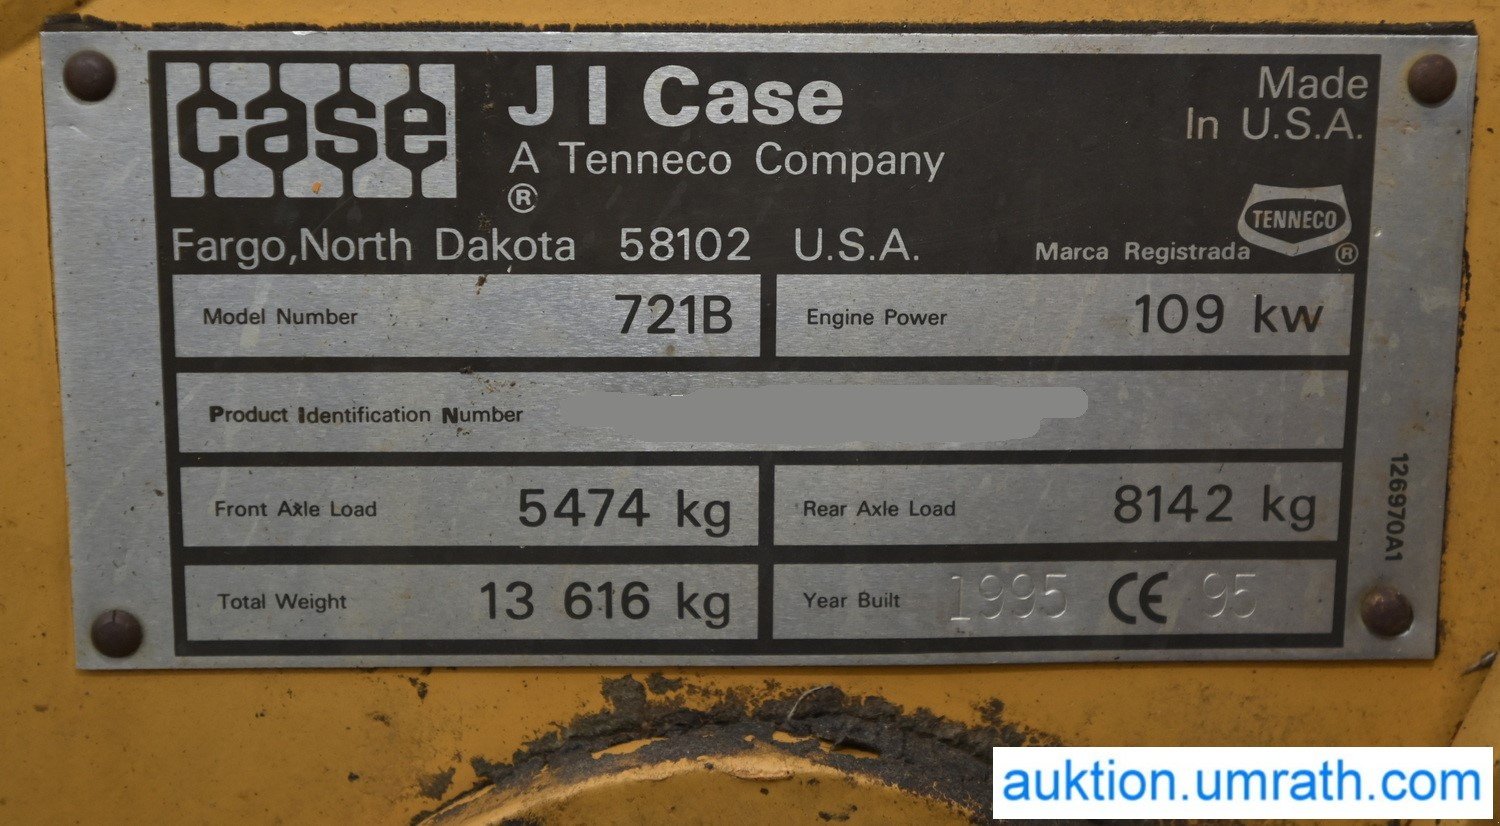 case
J I Case
A Tenneco Company
®
Made
In U.S.A.
Fargo, North Dakota 58102 U.S.A.
TENNECO
Marca Registrada ®
Model Number 721B
Engine Power 109 kw
Product Identification Number
Front Axle Load 5474 kg
Rear Axle Load 8142 kg
Total Weight 13 616 kg
Year Built 1995 CE 95
126970A1
auktion.umrath.com